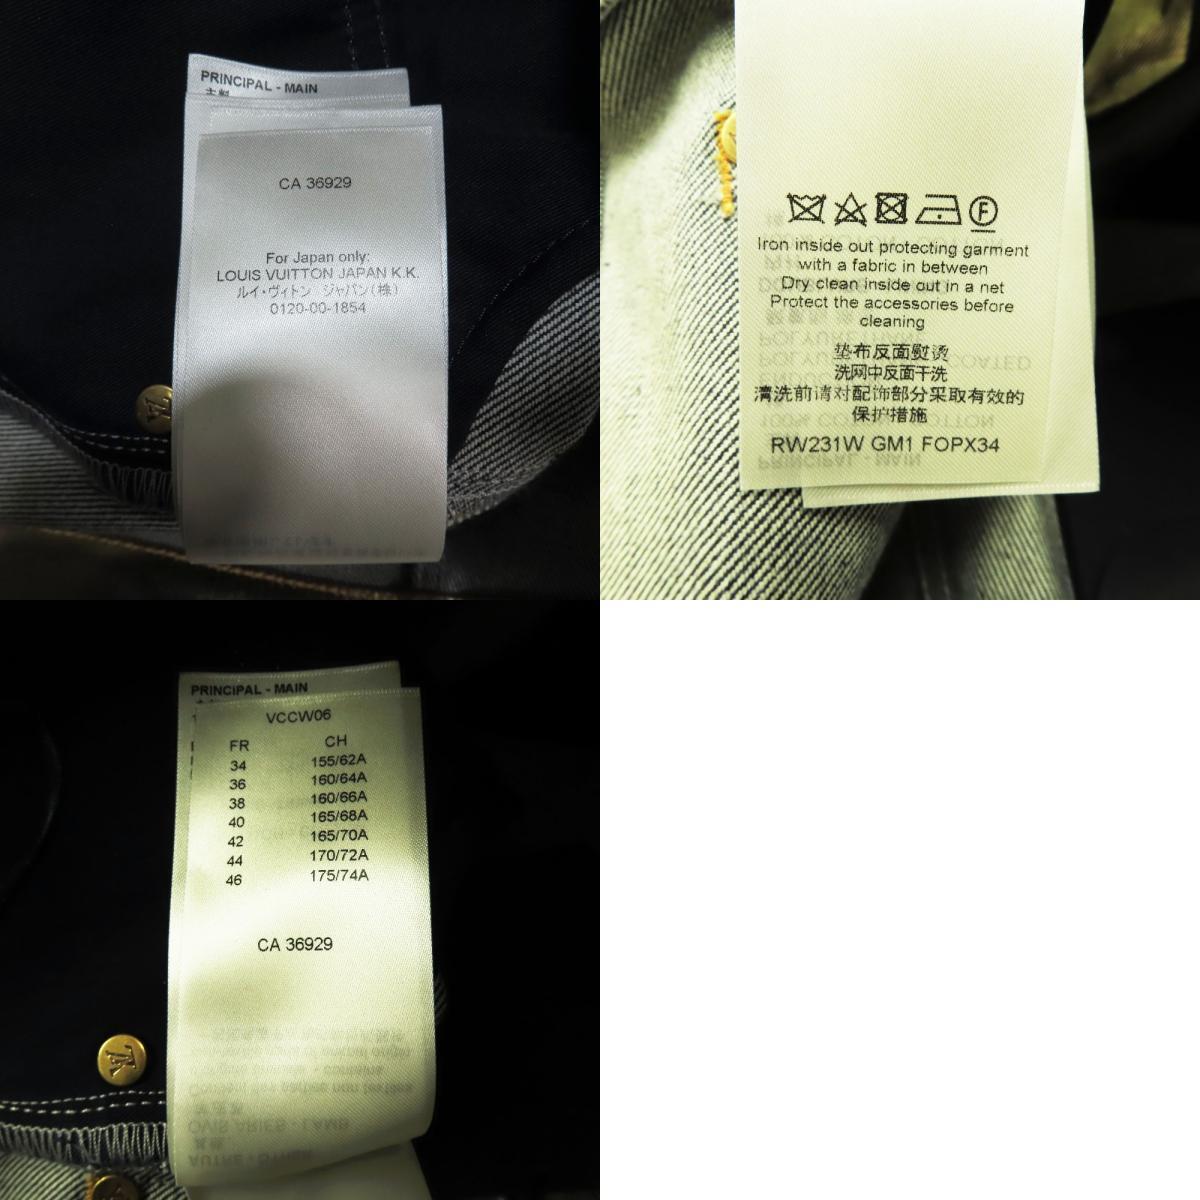 PRINCIPAL - MAIN
主料
CA 36929
For Japan only:
LOUIS VUITTON JAPAN K.K.
ルイ・ヴィトン ジャパン(株)
0120-00-1854
F
Iron inside out protecting garment
with a fabric in between
Dry clean inside out in a net
Protect the accessories before
cleaning
垫布反面熨烫
洗网中反面干洗
清洗前请对配饰部分采取有效的
保护措施
RW231W GM1 FOPX34
PRINCIPAL - MAIN
VCCW06
FR CH
34 155/62A
36 160/64A
38 160/66A
40 165/68A
42 165/70A
44 170/72A
46 175/74A
CA 36929